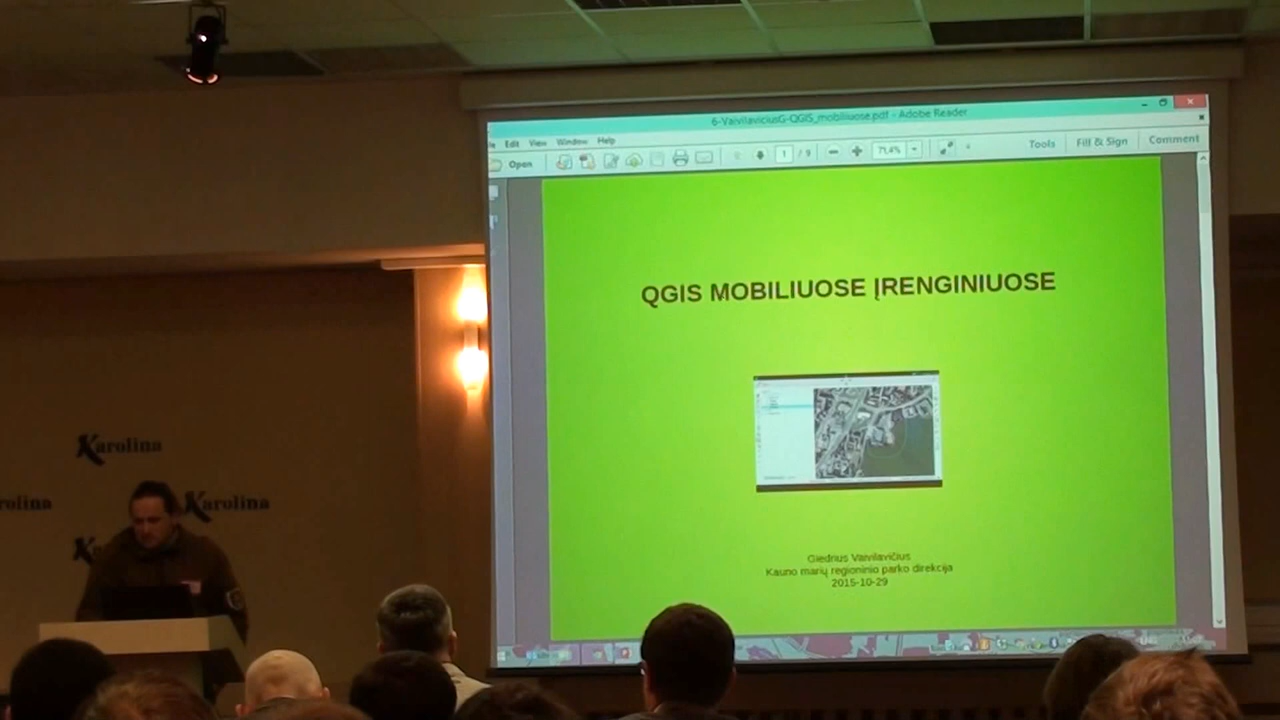 6-VaivilaviciusG-QGIS_mobiliuose.pdf - Adobe Reader
Edit View Window Help
Open 1 / 9 71,4% Tools Fill & Sign Comment
QGIS MOBILIUOSE ĮRENGINIUOSE
Giedrius Vaivilavičius
Kauno marių regioninio parko direkcija
2015-10-29
Karolina
Karolina